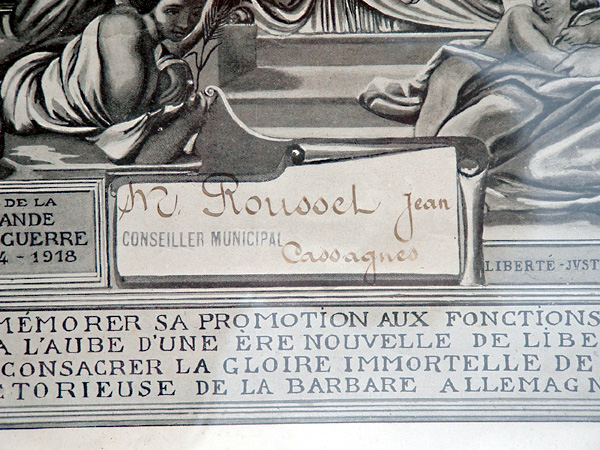 DE LA
ANDE
GUERRE
4 - 1918
M. Roussel Jean
CONSEILLER MUNICIPAL
Cassagnes
LIBERTÉ - JUST
MÉMORER SA PROMOTION AUX FONCTIONS
A L'AUBE D'UNE ÈRE NOUVELLE DE LIBE
CONSACRER LA GLOIRE IMMORTELLE DE
ETORIEUSE DE LA BARBARE ALLEMAGN